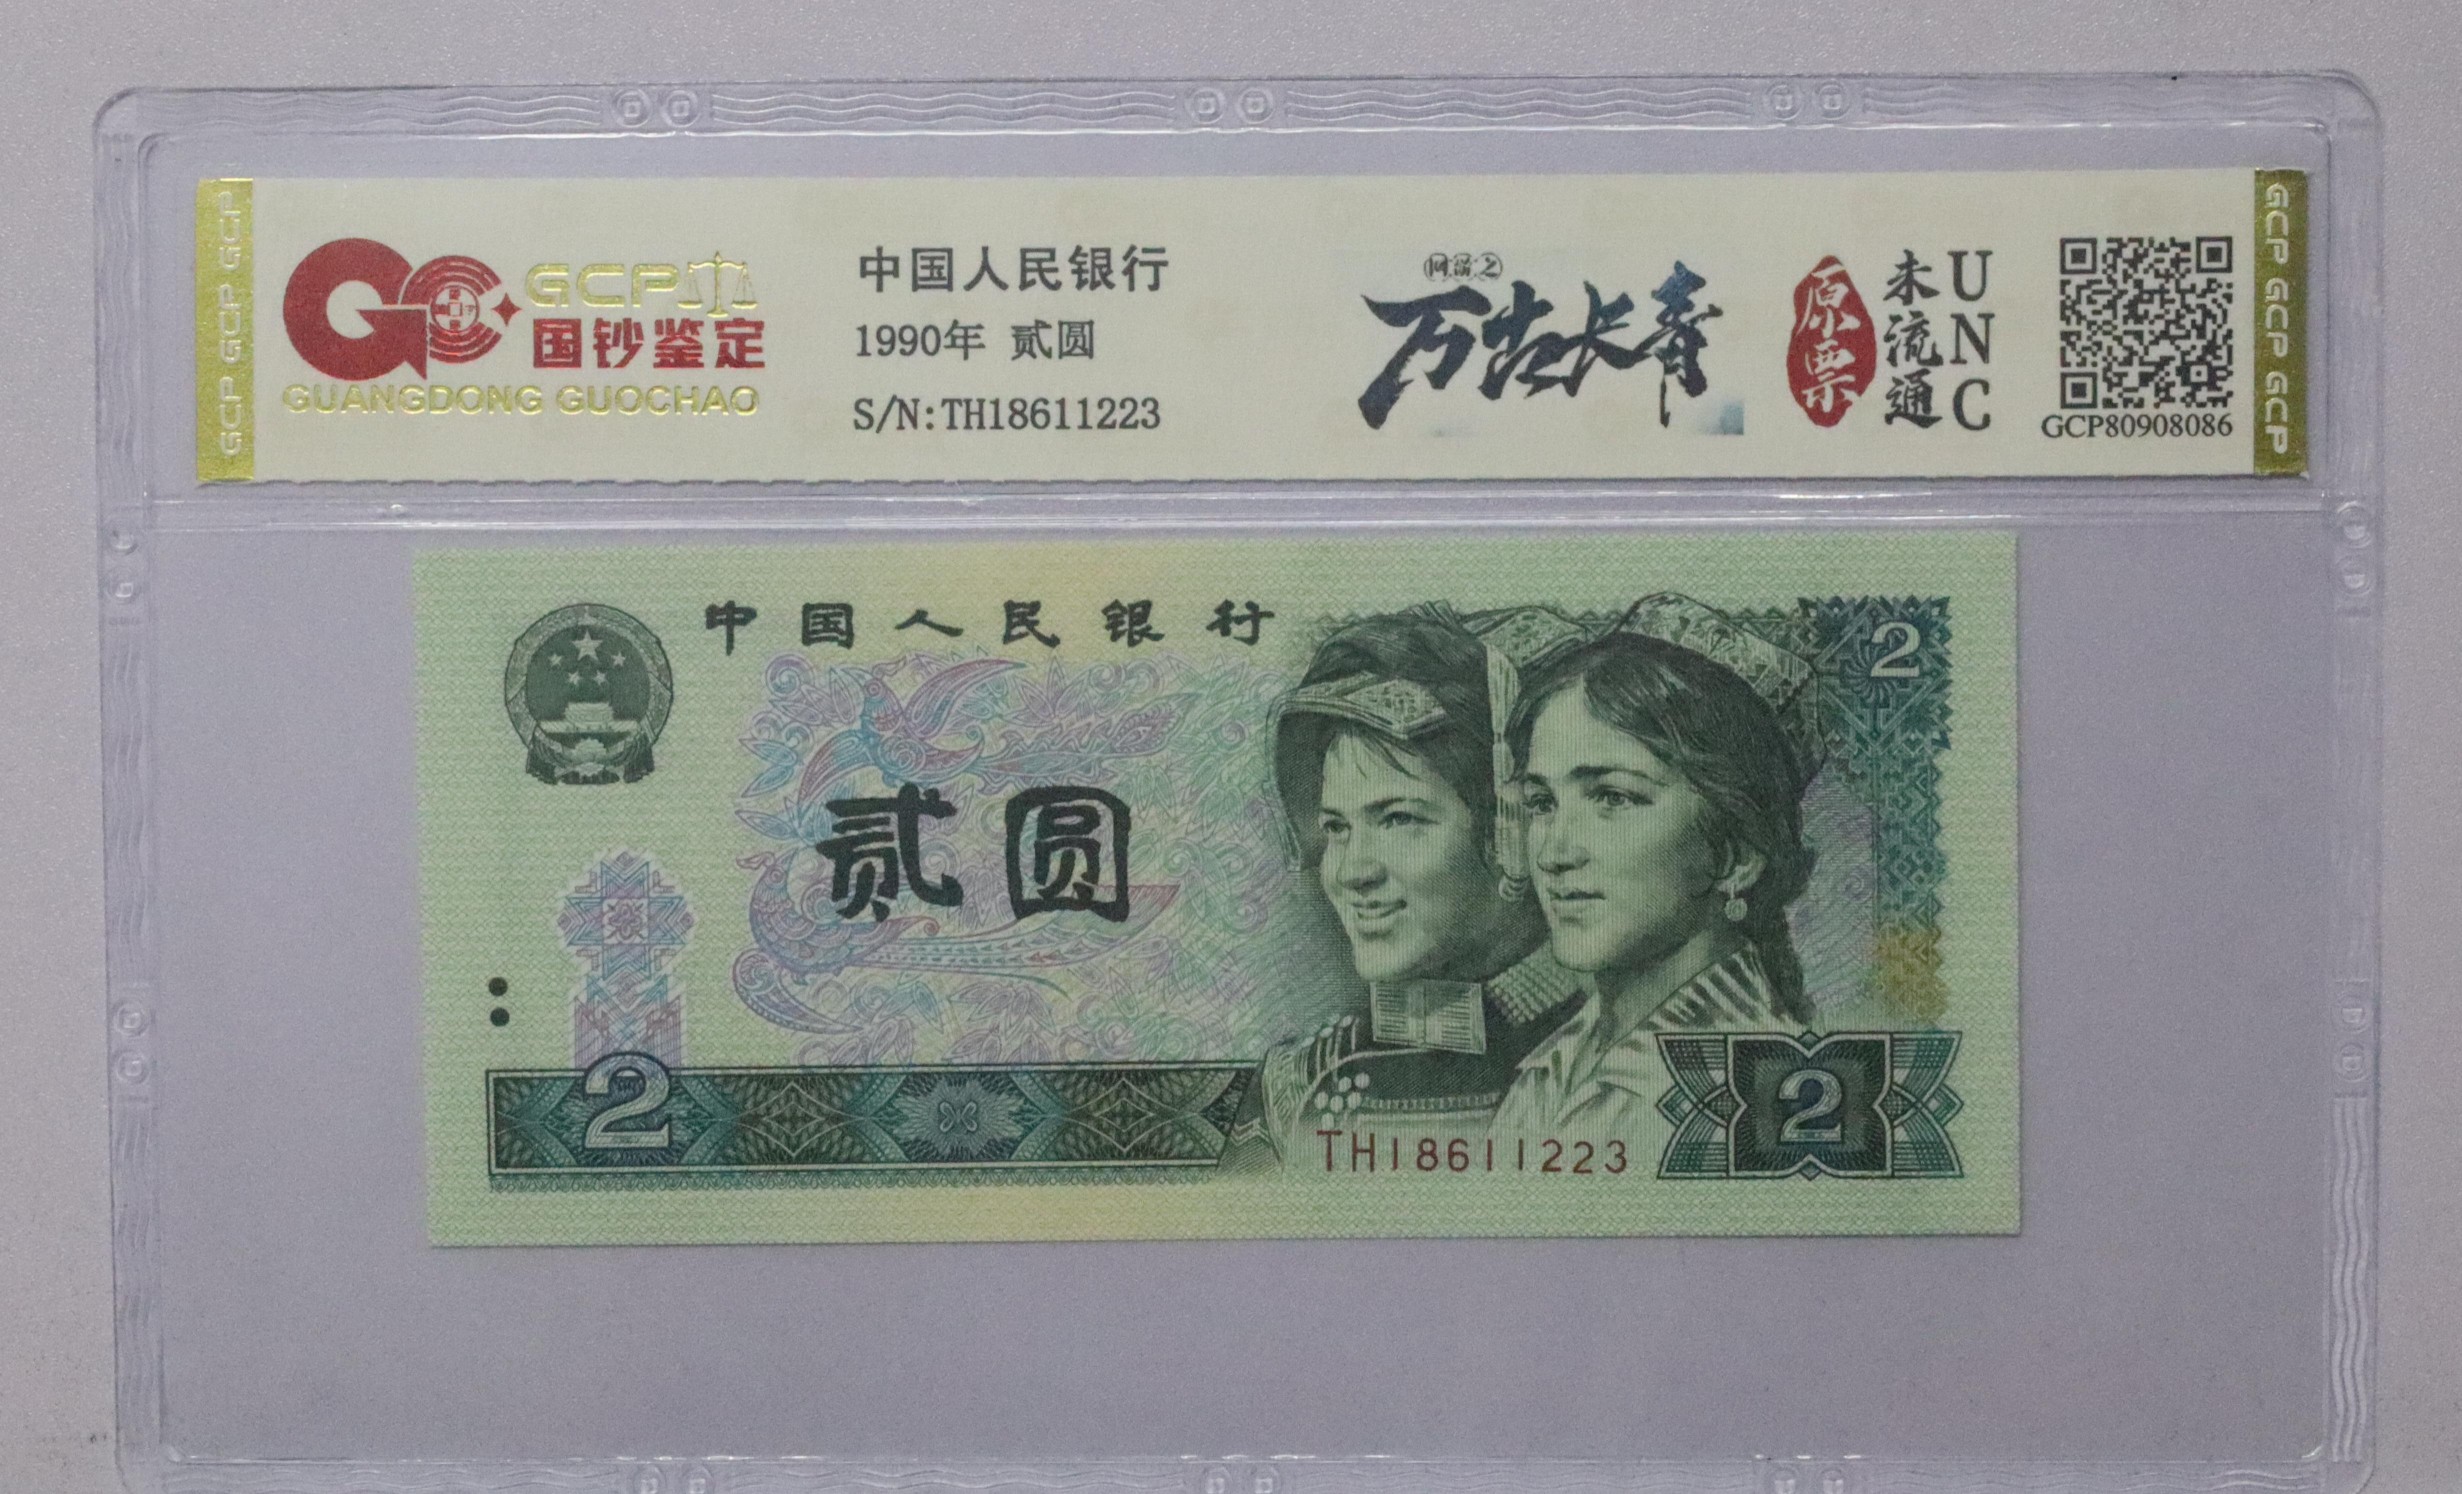 GCP GCP GCP
GCP
国钞鉴定
GUANGDONG GUOCHAO
中国人民银行
1990年 贰圆
S/N:TH18611223
万古长青
原票
未流通
UNC
GCP80908086
GCP GCP GCP
中国人民银行
2
贰圆
2
TH18611223
2